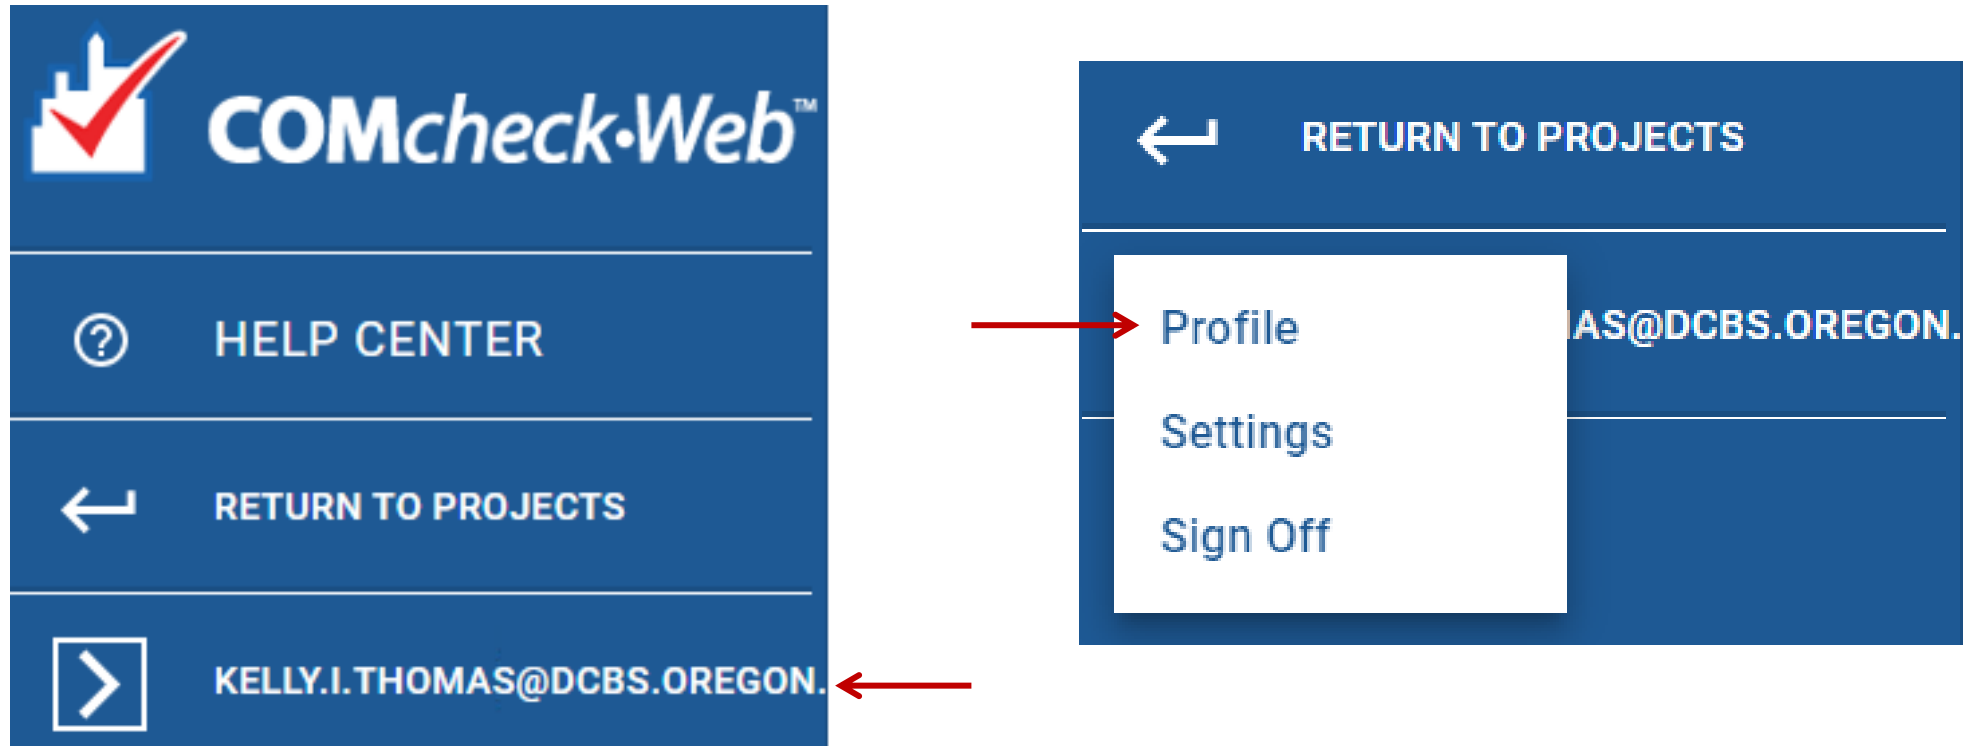 COMcheck•Web™
HELP CENTER
RETURN TO PROJECTS
KELLY.I.THOMAS@DCBS.OREGON.
RETURN TO PROJECTS
Profile
MAS@DCBS.OREGON.
Settings
Sign Off